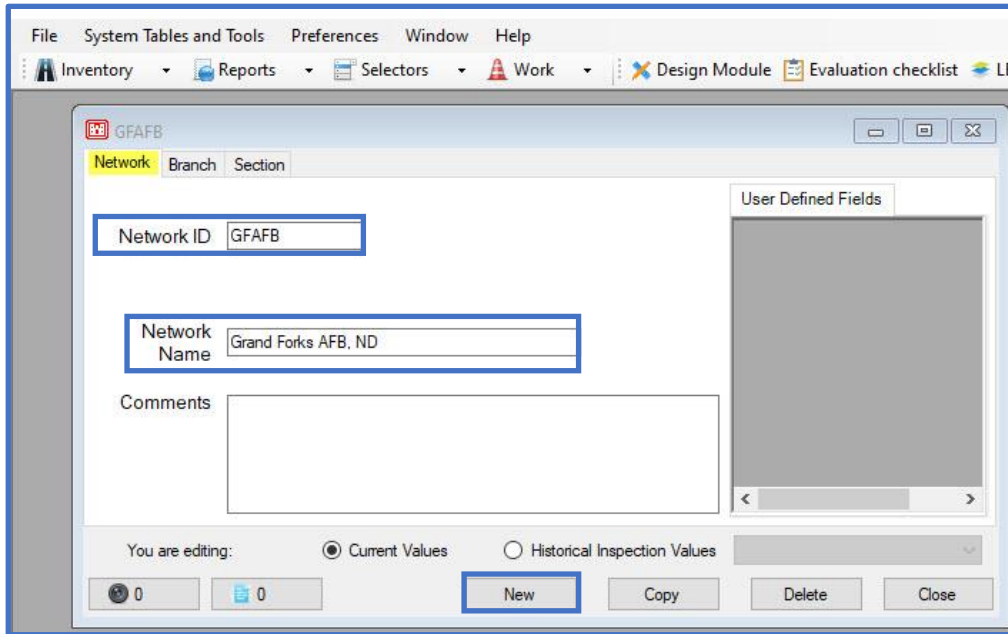 File System Tables and Tools Preferences Window Help
Inventory Reports Selectors Work Design Module Evaluation checklist
GFAFB
Network Branch Section
User Defined Fields
Network ID GFAFB
Network Name Grand Forks AFB, ND
Comments
You are editing: Current Values Historical Inspection Values
0 0 New Copy Delete Close